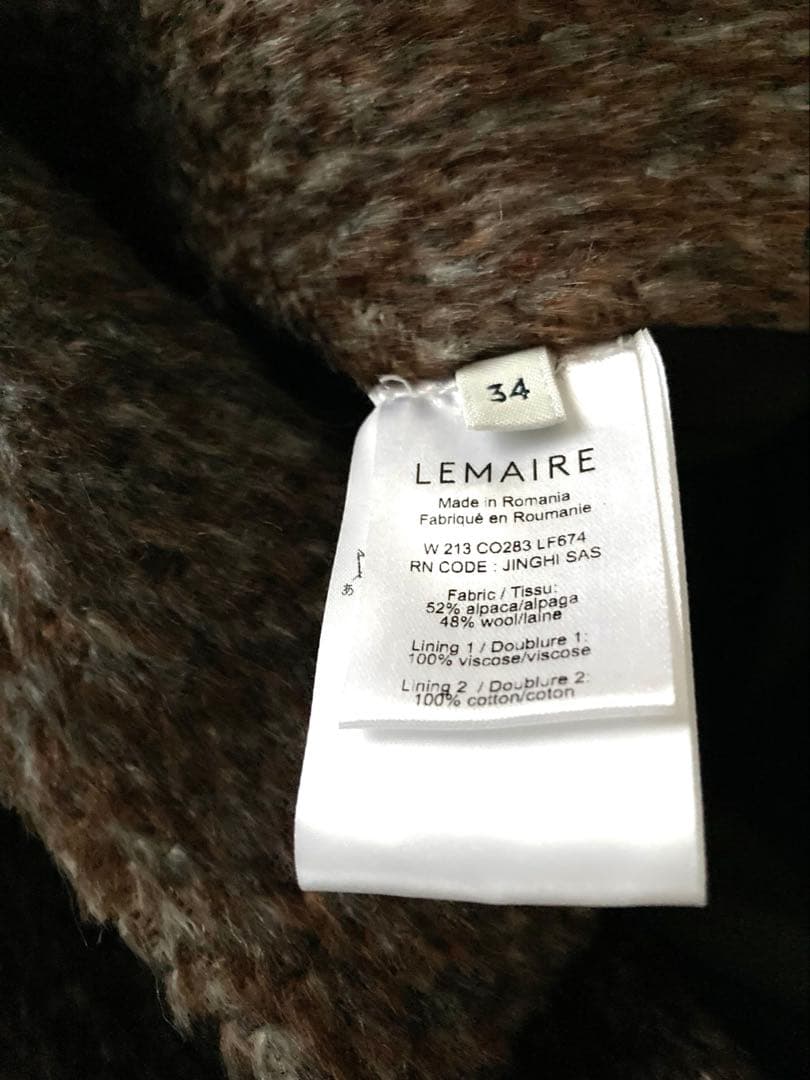 34
LEMAIRE
Made in Romania
Fabriqué en Roumanie
W 213 CO283 LF674
RN CODE : JINGHI SAS
Fabric / Tissu:
52% alpaca/alpaga
48% wool/laine
Lining 1 / Doublure 1:
100% viscose/viscose
Lining 2 / Doublure 2:
100% cotton/coton